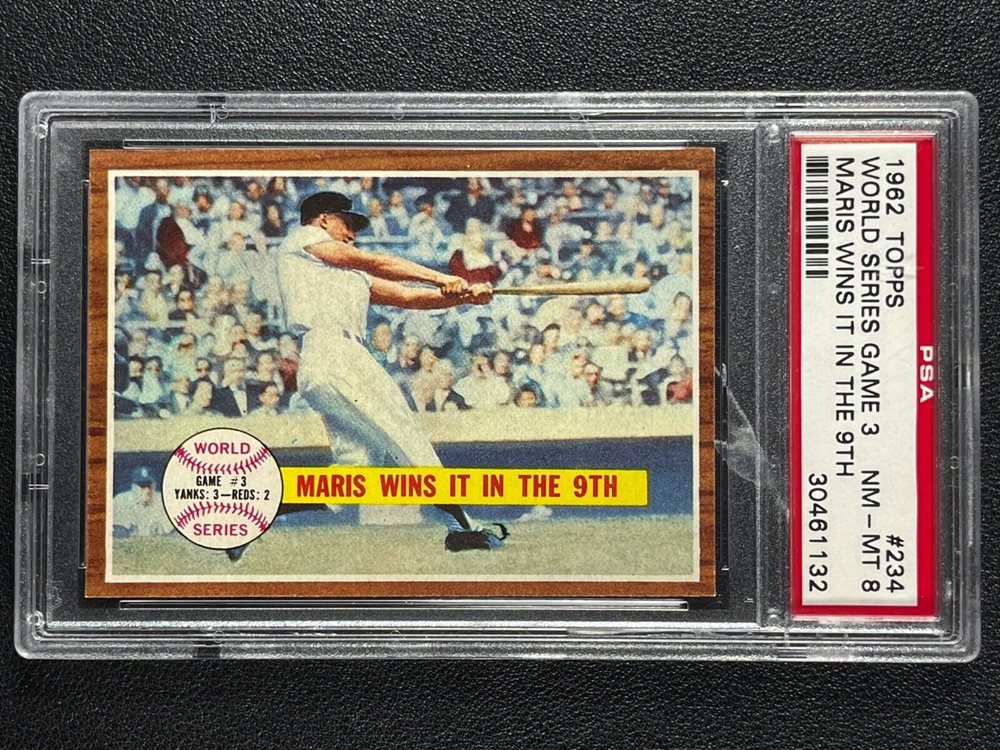 WORLD
GAME #3
YANKS: 3—REDS: 2
SERIES
MARIS WINS IT IN THE 9TH
PSA
1962 TOPPS #234
WORLD SERIES GAME 3 NM-MT 8
MARIS WINS IT IN THE 9TH
30461132